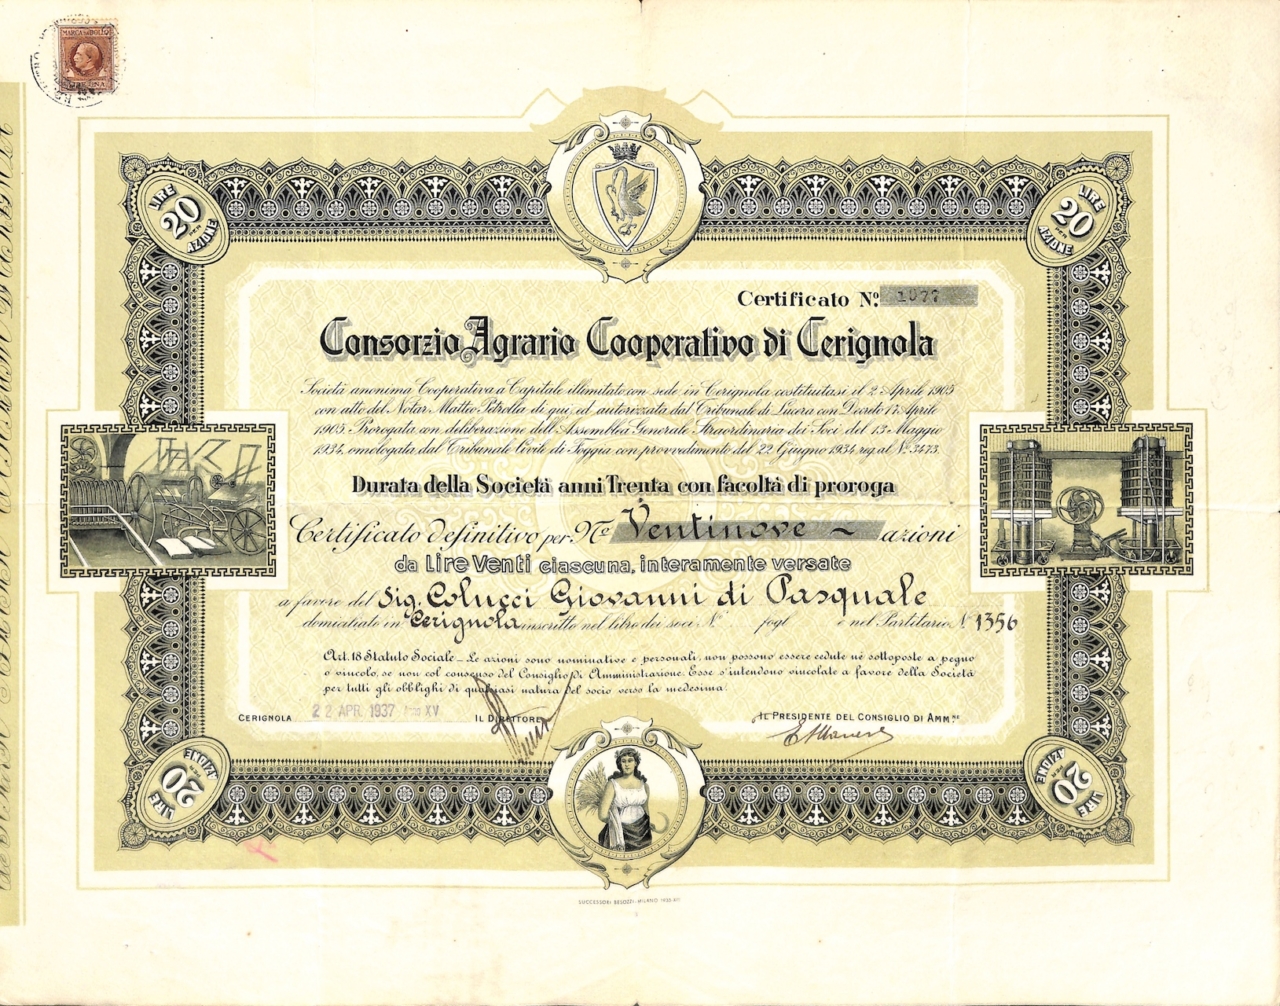 MARCA DA BOLLO
LIRE 20 PER AZIONE
LIRE 20 PER AZIONE
Certificato N.º 1077
Consorzio Agrario Cooperativo di Cerignola
Società anonima Cooperativa a Capitale illimitato con sede in Cerignola costituitasi il 2 Aprile 1905
con atto del Notar Matteo Petrolla di qui ed autorizzata dal Tribunale di Lucera con Decreto 17 Aprile
1905. Prorogata con deliberazione dell'Assemblea Generale Straordinaria dei Soci del 13 Maggio
1934, omologata dal Tribunale Civile di Foggia con provvedimento del 22 Giugno 1934 reg. al N.º 3473.
Durata della Società anni Trenta con facoltà di proroga
Certificato definitivo per N.º Ventinove ~ azioni
da Lire Venti ciascuna, interamente versate
a favore del Sig. Colucci Giovanni di Pasquale
domiciliato in Cerignola inscritto nel libro dei soci N.º fogl e nel Partitario N.º 1356
Art. 18 Statuto Sociale - Le azioni sono nominative e personali, non possono essere cedute nè sottoposte a pegno
o vincolo, se non col consenso del Consiglio di Amministrazione. Esse s'intendono vincolate a favore della Società
per tutti gli obblighi di qualsiasi natura del socio verso la medesima.
CERIGNOLA 22 APR. 1937 Anno XV IL DIRETTORE IL PRESIDENTE DEL CONSIGLIO DI AMM.NE
LIRE 20 AZIONE
LIRE 20 PER AZIONE
SUCCESSORI BESOZZI - MILANO